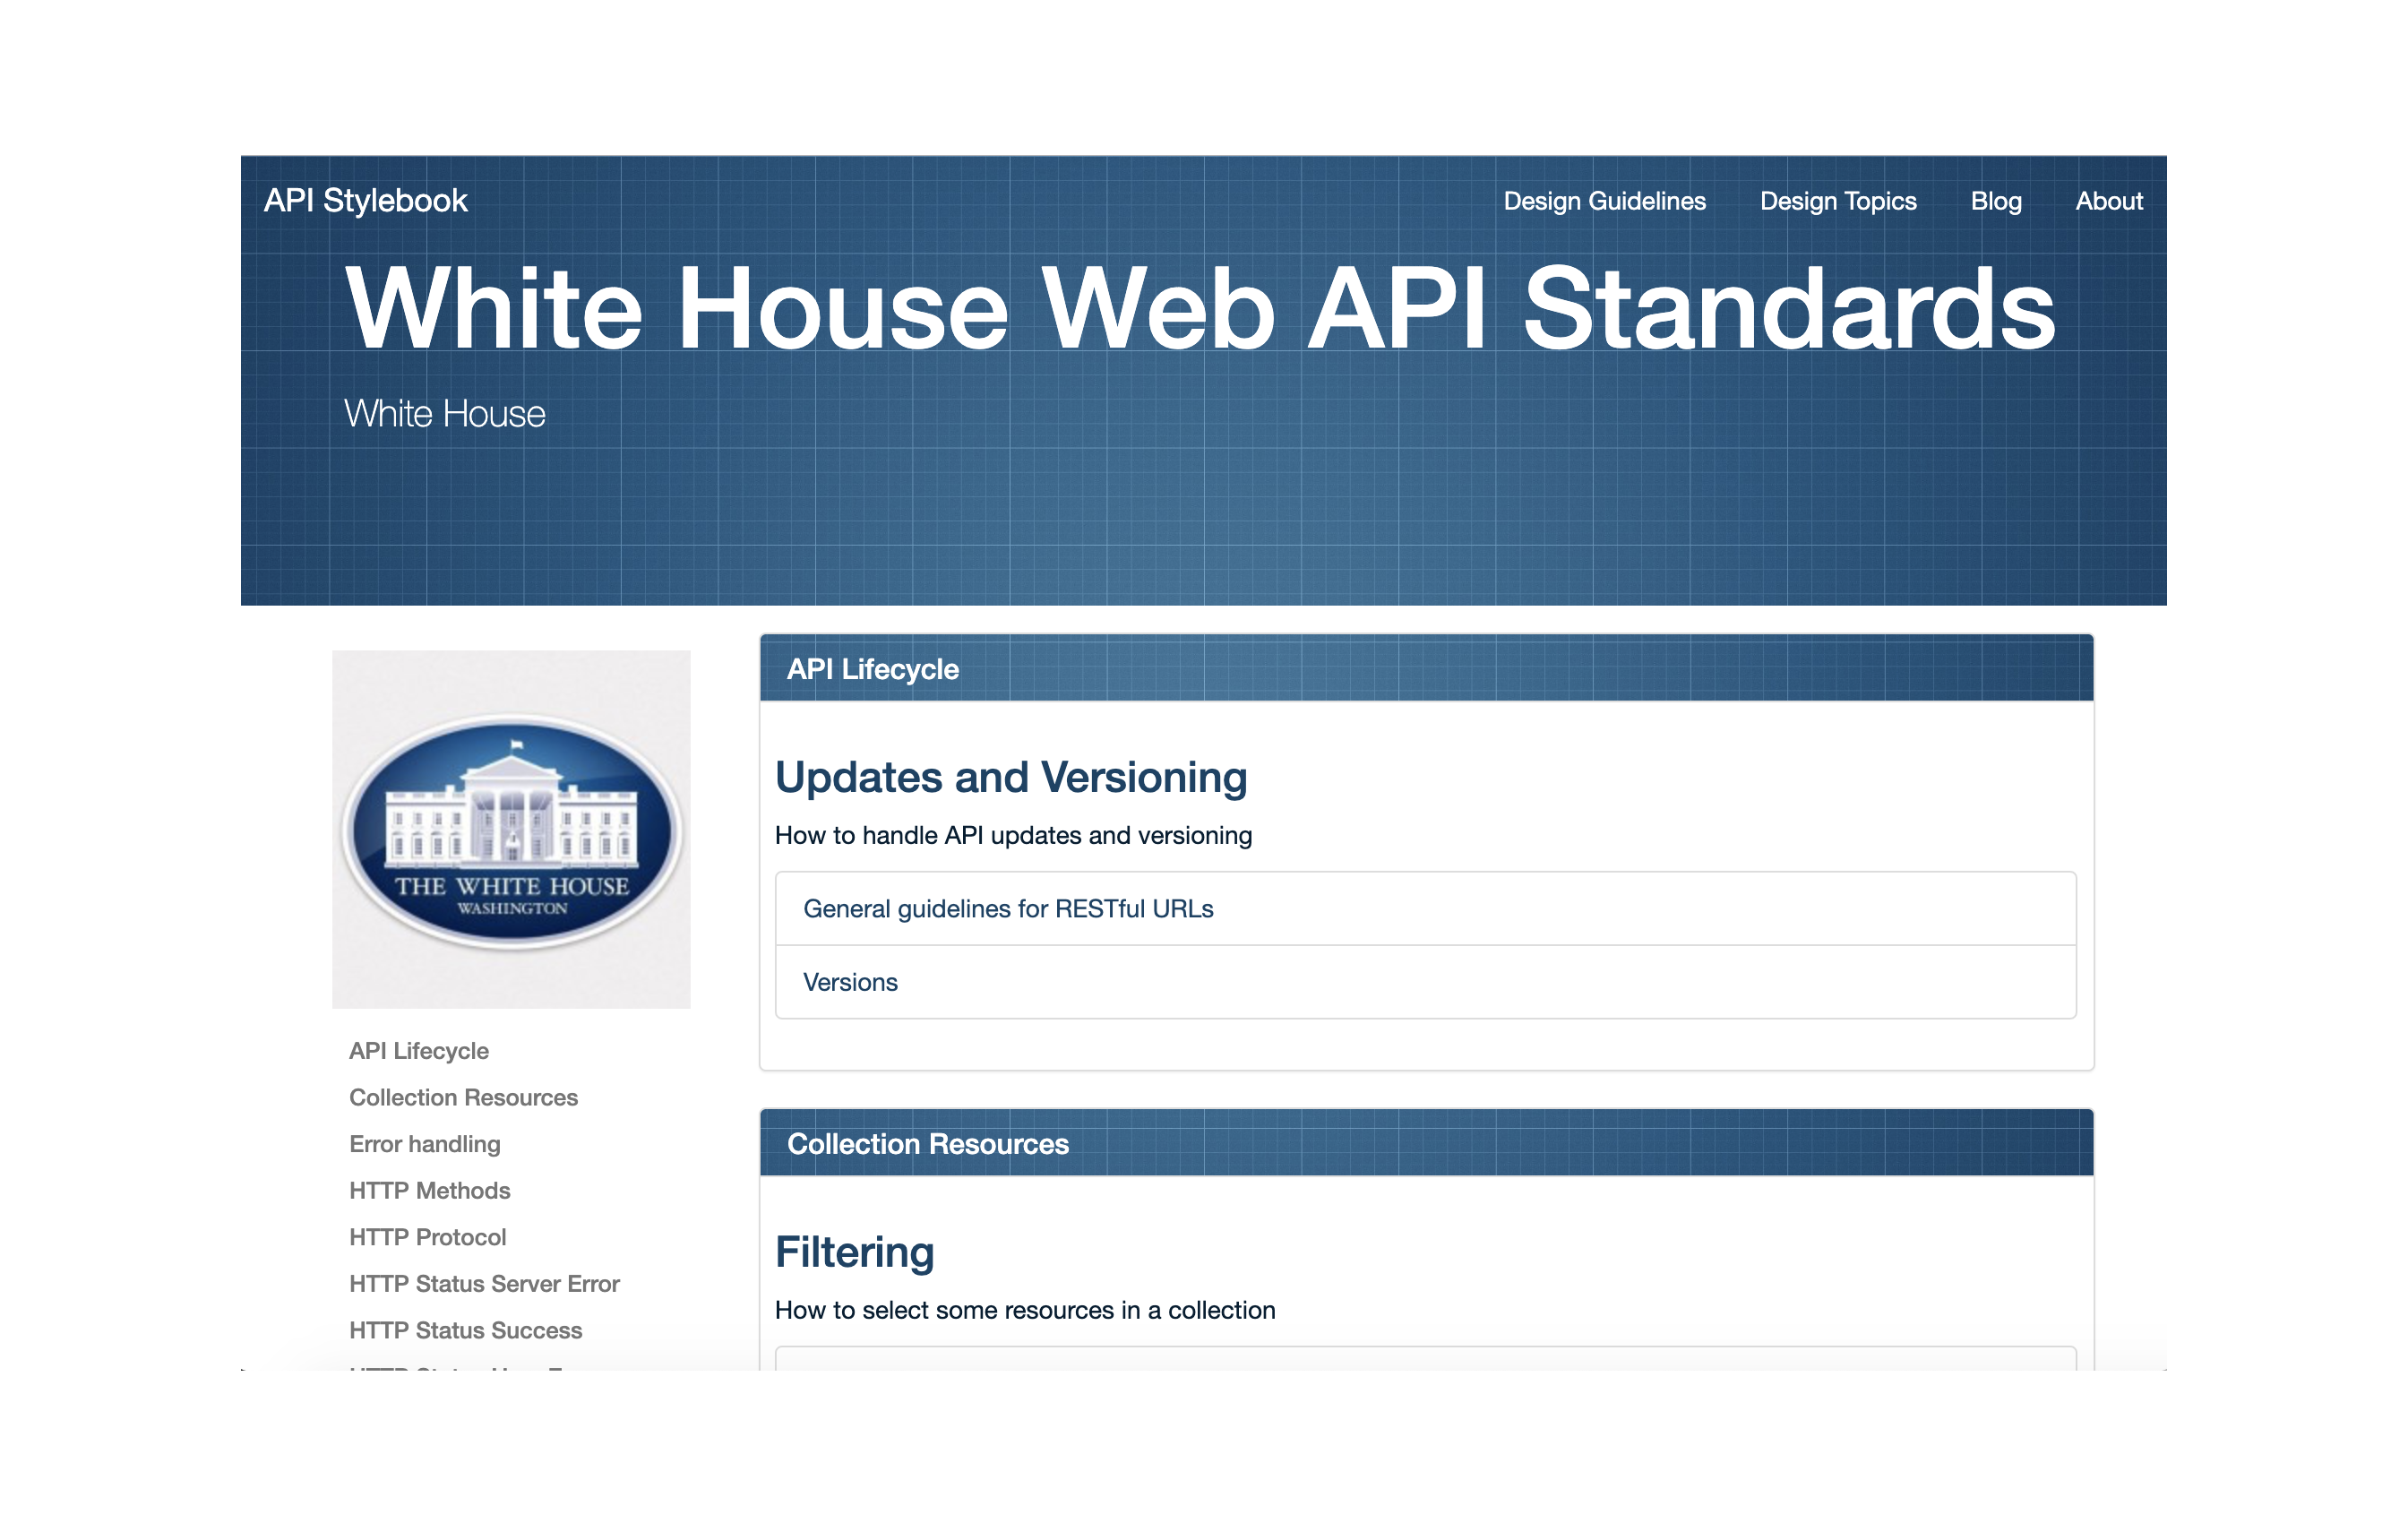 API Stylebook
Design Guidelines
Design Topics
Blog
About
White House Web API Standards
White House
THE WHITE HOUSE
WASHINGTON
API Lifecycle
Collection Resources
Error handling
HTTP Methods
HTTP Protocol
HTTP Status Server Error
HTTP Status Success
API Lifecycle
Updates and Versioning
How to handle API updates and versioning
General guidelines for RESTful URLs
Versions
Collection Resources
Filtering
How to select some resources in a collection